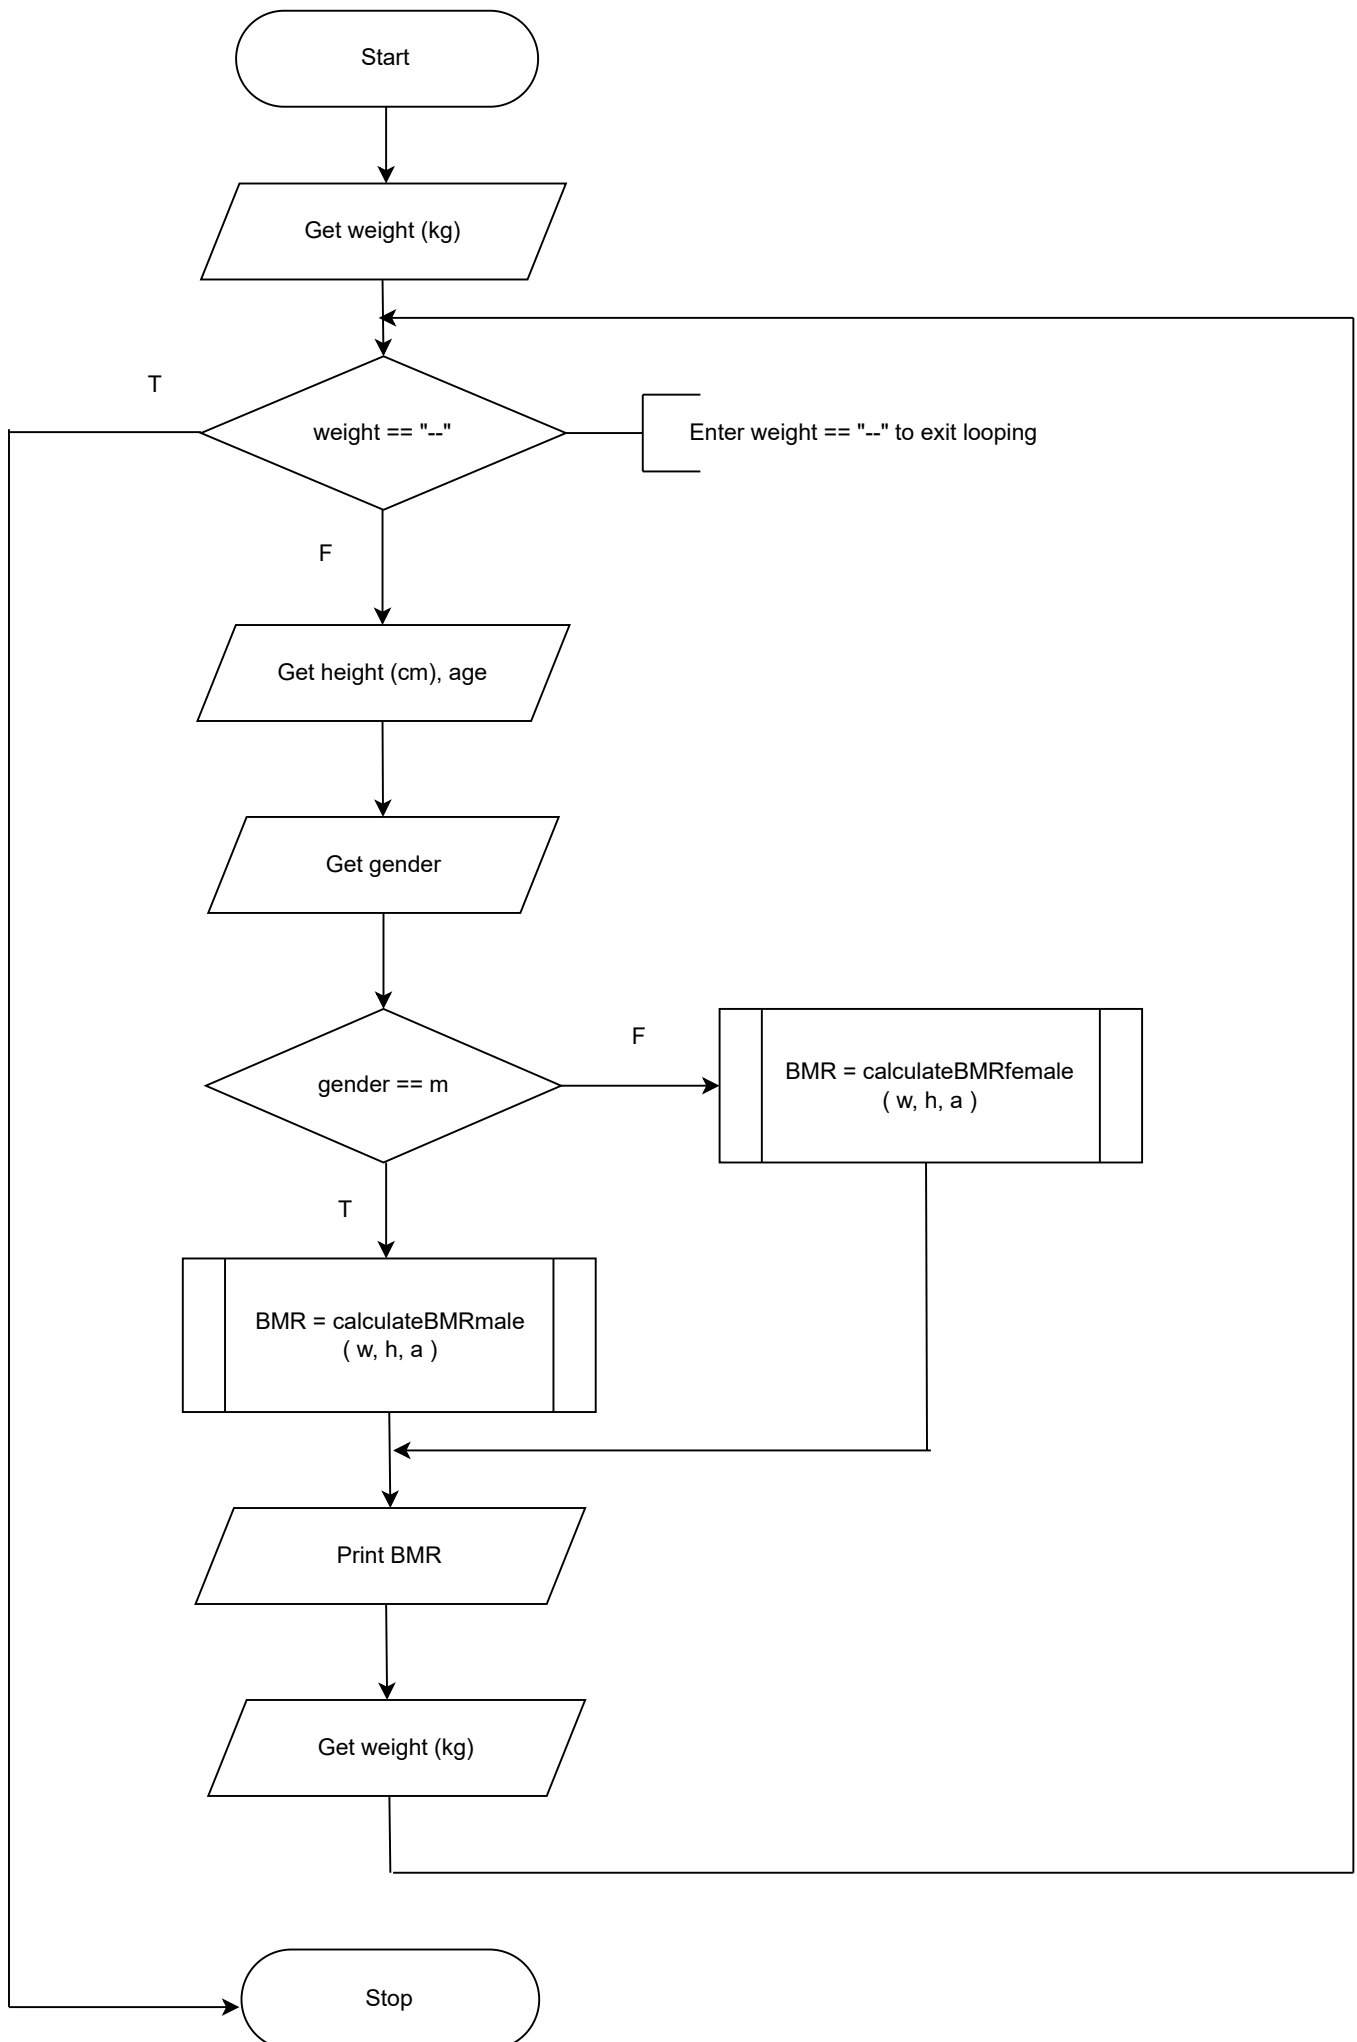 Start
Get weight (kg)
T
weight == "--"
Enter weight == "--" to exit looping
F
Get height (cm), age
Get gender
gender == m
F
BMR = calculateBMRfemale
( w, h, a )
T
BMR = calculateBMRmale
( w, h, a )
Print BMR
Get weight (kg)
Stop